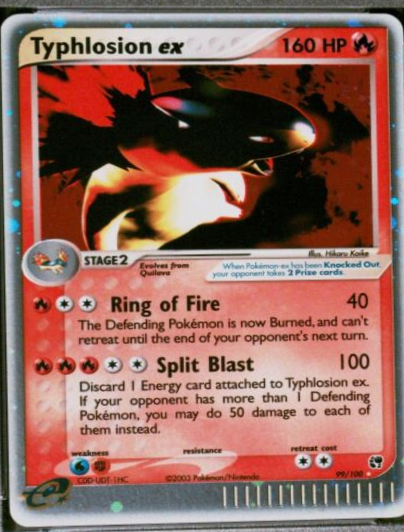 Typhlosion ex 160 HP
Illus. Hikaru Koike
STAGE2
Evolves from
Quilava
When Pokémon-ex has been Knocked Out,
your opponent takes 2 Prize cards.
Ring of Fire 40
The Defending Pokémon is now Burned, and can't
retreat until the end of your opponent's next turn.
Split Blast 100
Discard 1 Energy card attached to Typhlosion ex.
If your opponent has more than 1 Defending
Pokémon, you may do 50 damage to each of
them instead.
weakness resistance retreat cost
COD-UDT-1HC ©2003 Pokémon/Nintendo 99/100
e